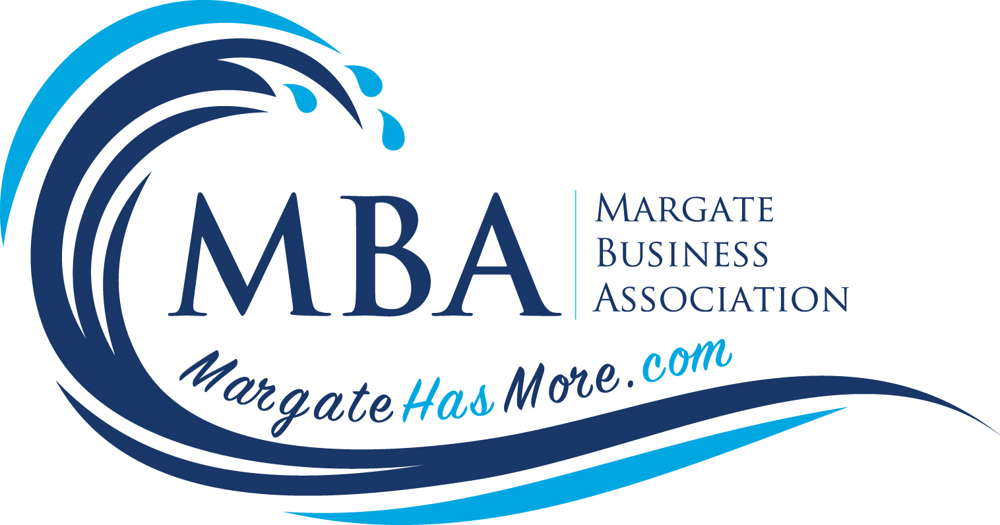 MBA
MARGATE
BUSINESS
ASSOCIATION
MargateHasMore.com